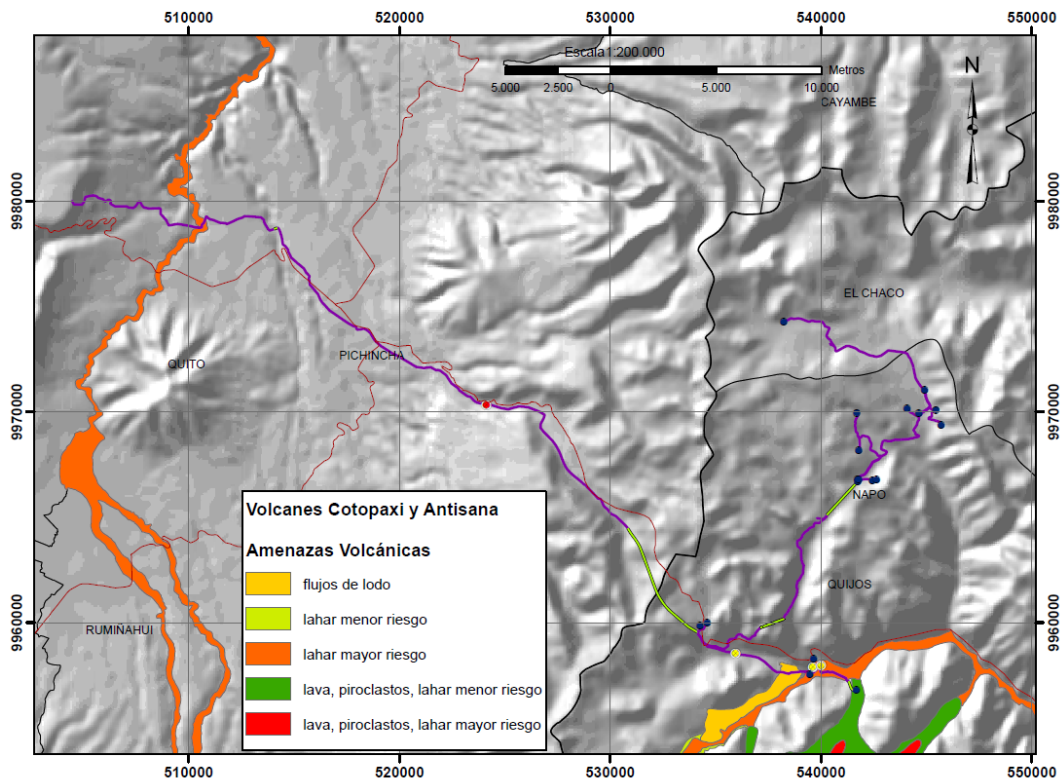 510000 520000 530000 540000 550000
Escala 1:200 000
Metros
5.000 2.500 0 5.000 10.000
N
CAYAMBE
9980000 9980000
EL CHACO
QUITO
PICHINCHA
9970000 9970000
NAPO
QUIJOS
9960000 9960000
RUMIÑAHUI
Volcanes Cotopaxi y Antisana
Amenazas Volcánicas
flujos de lodo
lahar menor riesgo
lahar mayor riesgo
lava, piroclastos, lahar menor riesgo
lava, piroclastos, lahar mayor riesgo
510000 520000 530000 540000 550000